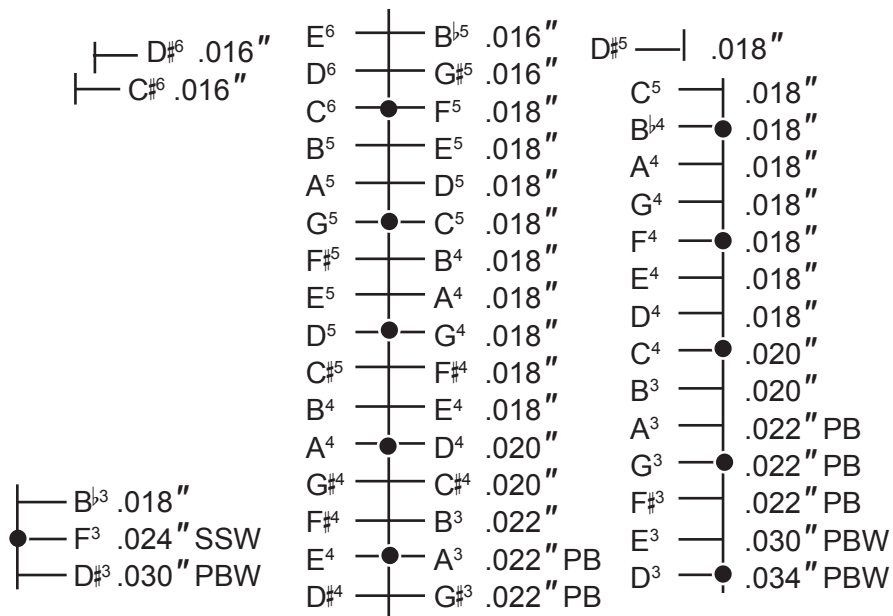 D♯6 .016″
C♯6 .016″
B♭3 .018″
F3 .024″ SSW
D♯3 .030″ PBW
E6 B♭5 .016″
D6 G♯5 .016″
C6 F5 .018″
B5 E5 .018″
A5 D5 .018″
G5 C5 .018″
F♯5 B4 .018″
E5 A4 .018″
D5 G4 .018″
C♯5 F♯4 .018″
B4 E4 .018″
A4 D4 .020″
G♯4 C♯4 .020″
F♯4 B3 .022″
E4 A3 .022″ PB
D♯4 G♯3 .022″ PB
D♯5 .018″
C5 .018″
B♭4 .018″
A4 .018″
G4 .018″
F4 .018″
E4 .018″
D4 .018″
C4 .020″
B3 .020″
A3 .022″ PB
G3 .022″ PB
F♯3 .022″ PB
E3 .030″ PBW
D3 .034″ PBW